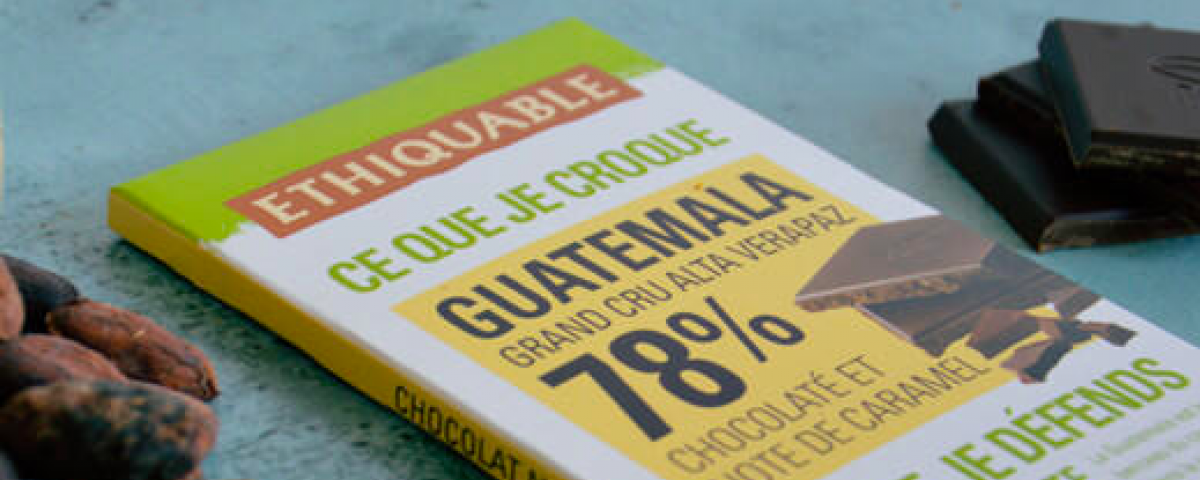 ETHIQUABLE
CE QUE JE CROQUE
GUATEMALA
GRAND CRU ALTA VERAPAZ
78%
CHOCOLATÉ ET
NOTE DE CARAMEL
JE DÉFENDS
CHOCOLAT